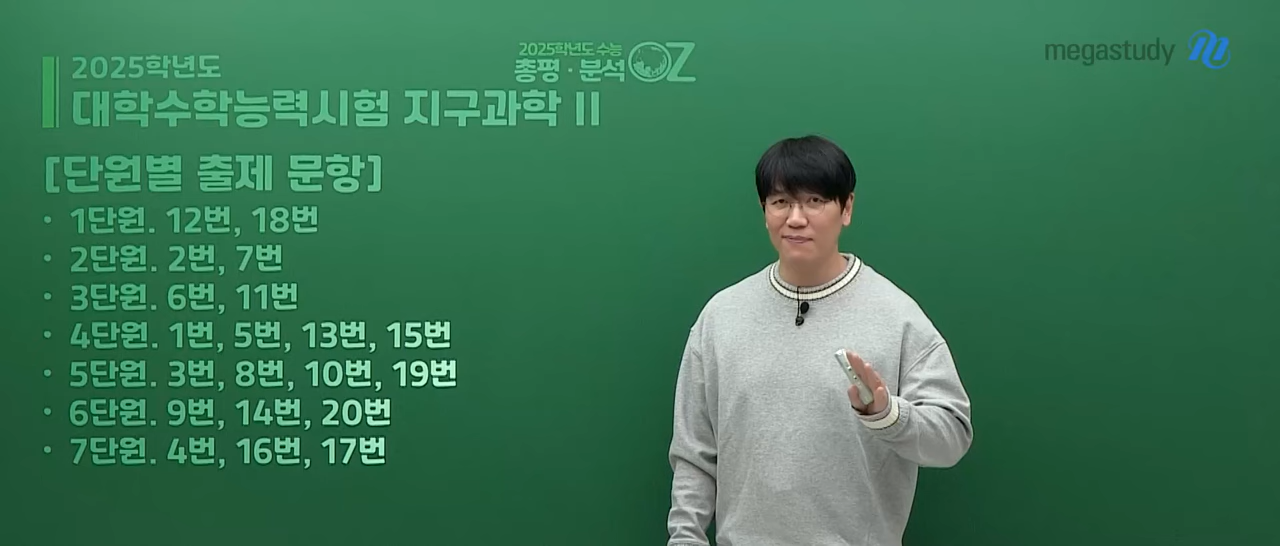 2025학년도
대학수학능력시험 지구과학 II
2025학년도 수능
총평·분석 OZ
megastudy
[단원별 출제 문항]
• 1단원. 12번, 18번
• 2단원. 2번, 7번
• 3단원. 6번, 11번
• 4단원. 1번, 5번, 13번, 15번
• 5단원. 3번, 8번, 10번, 19번
• 6단원. 9번, 14번, 20번
• 7단원. 4번, 16번, 17번